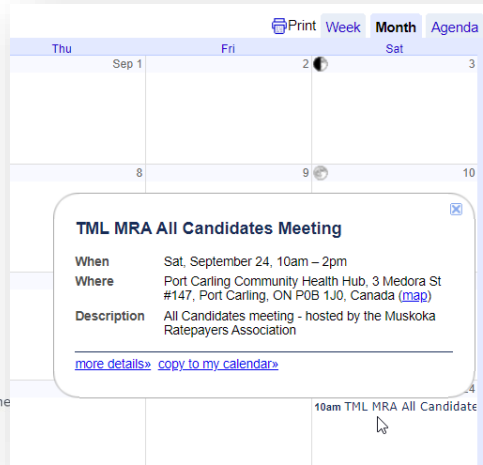 Print Week Month Agenda
Thu Fri Sat
Sep 1 2 3
8 9 10
TML MRA All Candidates Meeting
When Sat, September 24, 10am – 2pm
Where Port Carling Community Health Hub, 3 Medora St
#147, Port Carling, ON P0B 1J0, Canada (map)
Description All Candidates meeting - hosted by the Muskoka
Ratepayers Association
more details» copy to my calendar»
24
10am TML MRA All Candidate